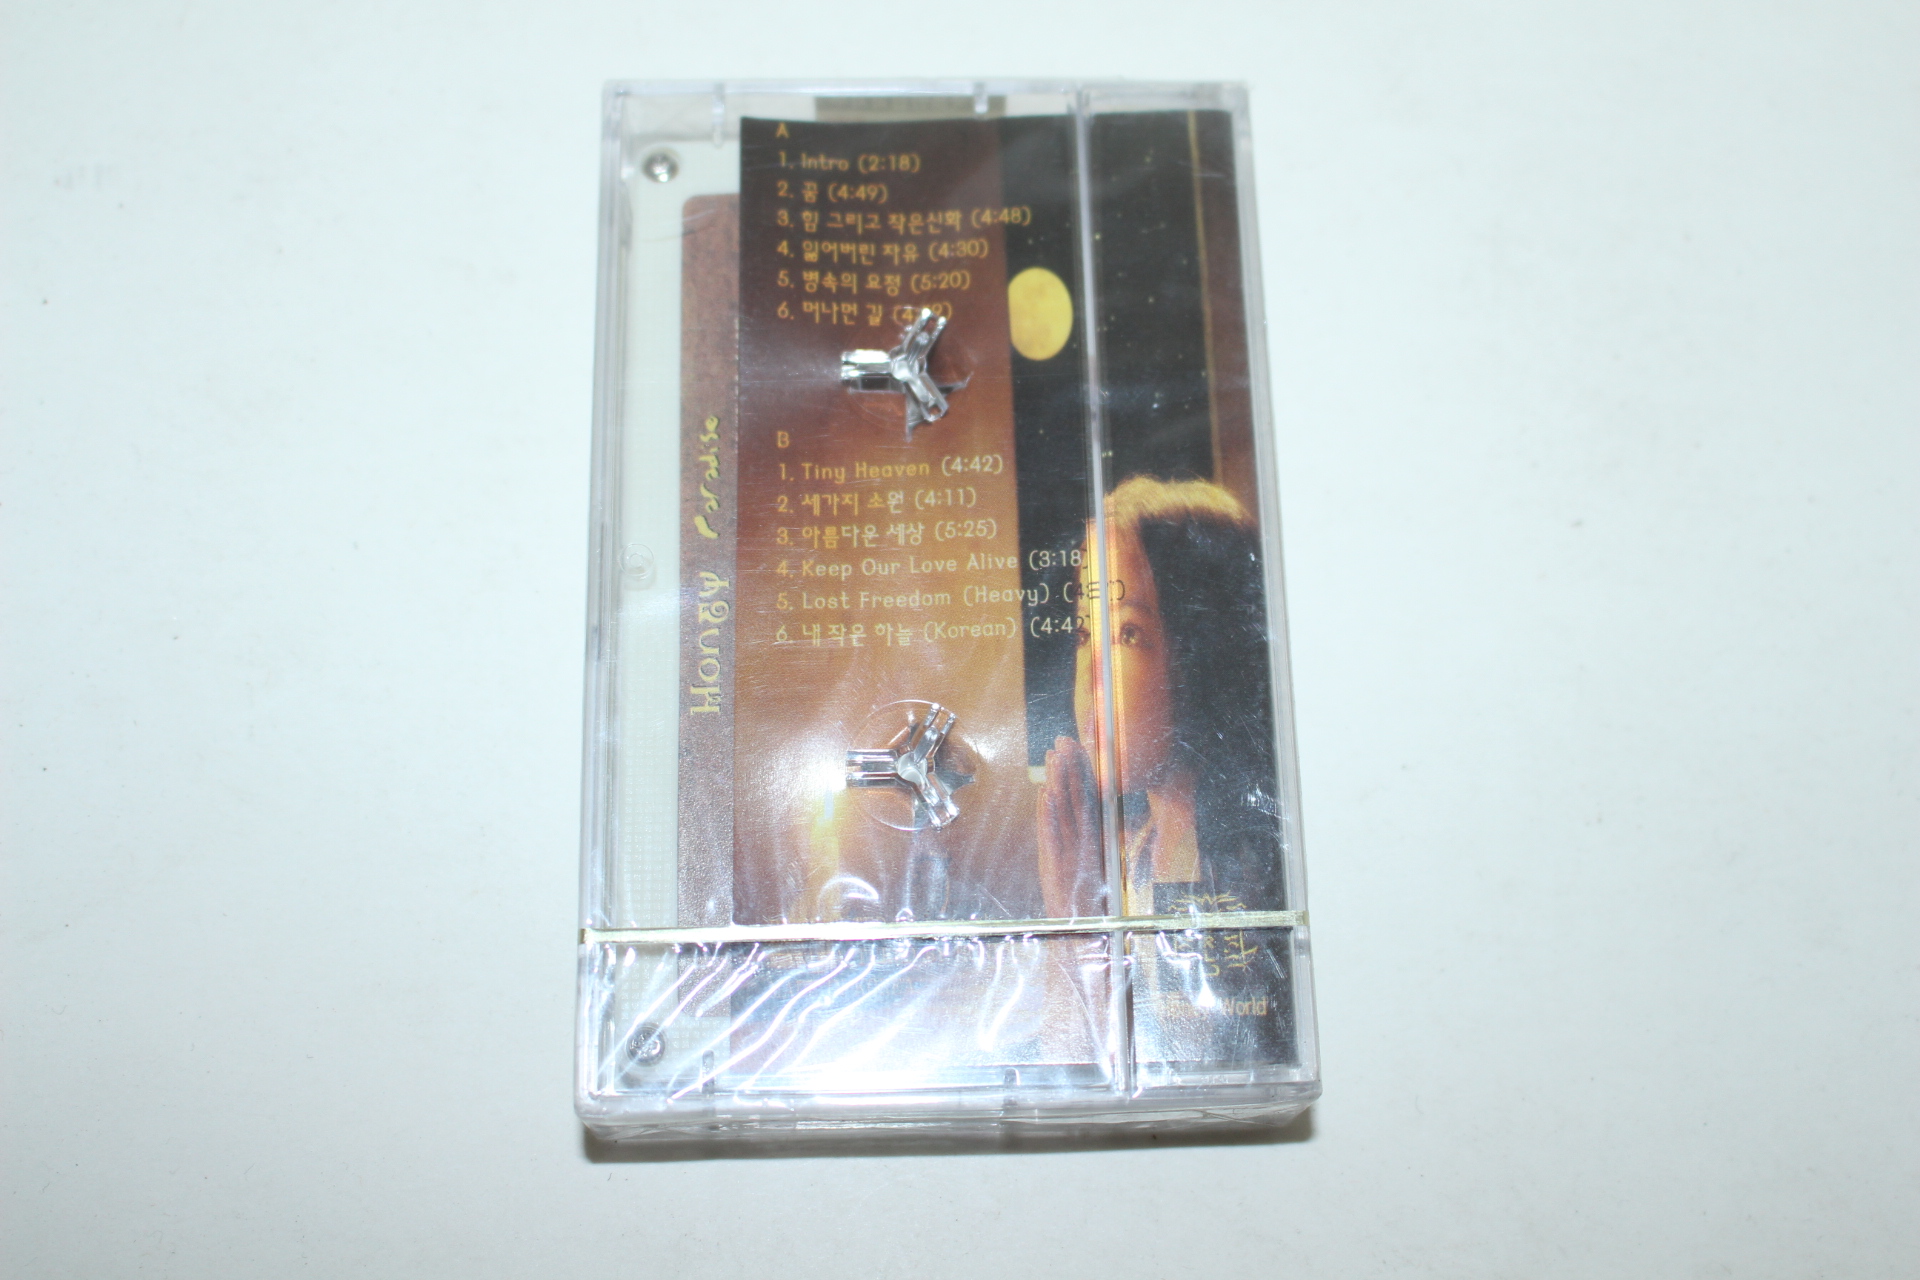 A
1. Intro (2:18)
2. 꿈 (4:49)
3. 힘 그리고 작은신화 (4:48)
4. 잃어버린 자유 (4:30)
5. 병속의 요정 (5:20)
6. 머나먼 길
B
1. Tiny Heaven (4:42)
2. 세가지 소원 (4:11)
3. 아름다운 세상 (5:25)
4. Keep Our Love Alive (3:18)
5. Lost Freedom (Heavy)
6. 내 작은 하늘 (Korean) (4:42)
Paradise
World